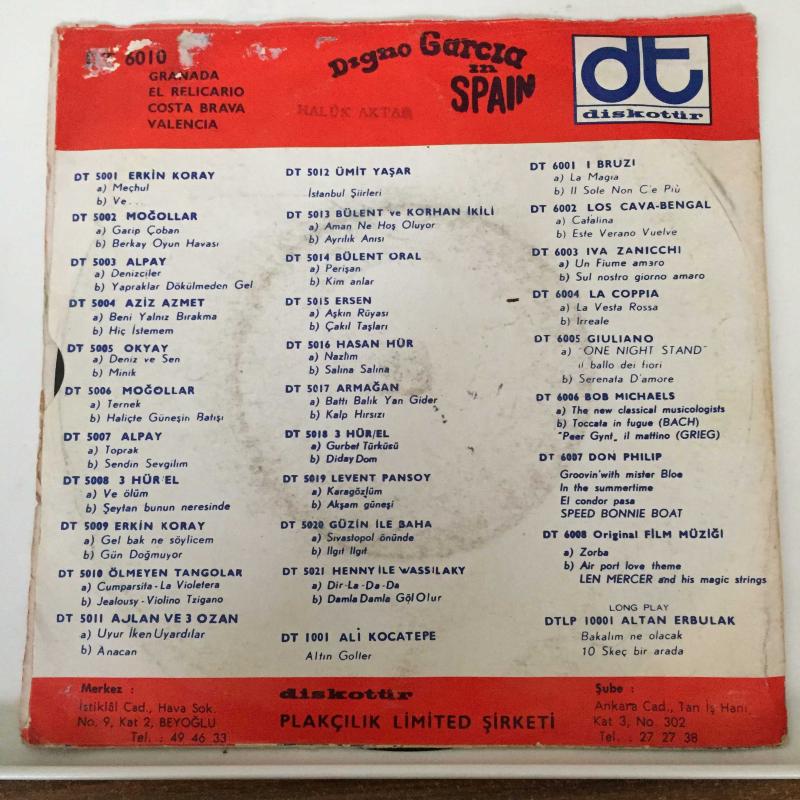 6010
GRANADA
EL RELICARIO
COSTA BRAVA
VALENCIA
Digno Garcia
in
SPAIN
HALÛK AKTAŞ
dt
diskotür
DT 5001 ERKİN KORAY
a) Meçhul
b) Ve...
DT 5002 MOĞOLLAR
a) Garip Çoban
b) Berkay Oyun Havası
DT 5003 ALPAY
a) Denizciler
b) Yapraklar Dökülmeden Gel
DT 5004 AZİZ AZMET
a) Beni Yalnız Bırakma
b) Hiç İstemem
DT 5005 OKYAY
a) Deniz ve Sen
b) Minik
DT 5006 MOĞOLLAR
a) Ternek
b) Haliçte Güneşin Batışı
DT 5007 ALPAY
a) Toprak
b) Sendin Sevgilim
DT 5008 3 HÜR'EL
a) Ve ölüm
b) Şeytan bunun neresinde
DT 5009 ERKİN KORAY
a) Gel bak ne söylicem
b) Gün Doğmuyor
DT 5010 ÖLMEYEN TANGOLAR
a) Cumparsita-La Violetera
b) Jealousy-Violino Tzigano
DT 5011 AJLAN VE 3 OZAN
a) Uyur İken Uyardılar
b) Anacan
DT 5012 ÜMİT YAŞAR
İstanbul Şiirleri
DT 5013 BÜLENT ve KORHAN İKİLİ
a) Aman Ne Hoş Oluyor
b) Ayrılık Anısı
DT 5014 BÜLENT ORAL
a) Perişan
b) Kim anlar
DT 5015 ERSEN
a) Aşkın Rüyası
b) Çakıl Taşları
DT 5016 HASAN HÜR
a) Nazlım
b) Salına Salına
DT 5017 ARMAĞAN
a) Battı Balık Yan Gider
b) Kalp Hırsızı
DT 5018 3 HÜR/EL
a) Gurbet Türküsü
b) Diday Dom
DT 5019 LEVENT PANSOY
a) Karagözlüm
b) Akşam güneşi
DT 5020 GÜZİN İLE BAHA
a) Sıvastopol önünde
b) Ilgıt Ilgıt
DT 5021 HENNY İLE WASSILAKY
a) Dir-La-Da-Da
b) Damla Damla Göl Olur
DT 1001 ALİ KOCATEPE
Altın Goller
DT 6001 I BRUZI
a) La Magia
b) Il Sole Non C'e Più
DT 6002 LOS CAVA-BENGAL
a) Catalina
b) Este Verano Vuelve
DT 6003 IVA ZANICCHI
a) Un Fiume amaro
b) Sul nostro giorno amaro
DT 6004 LA COPPIA
a) La Vesta Rossa
b) Irreale
DT 6005 GIULIANO
a) "ONE NIGHT STAND"
il ballo dei fiori
b) Serenata D'amore
DT 6006 BOB MICHAELS
a) The new classical musicologists
b) Toccata in fugue (BACH)
"Peer Gynt" il mattino (GRIEG)
DT 6007 DON PHILIP
Groovin'with mister Bloe
In the summertime
El condor pasa
SPEED BONNIE BOAT
DT 6008 Original FİLM MÜZİĞİ
a) Zorba
b) Air port love theme
LEN MERCER and his magic strings
LONG PLAY
DTLP 10001 ALTAN ERBULAK
Bakalım ne olacak
10 Skeç bir arada
Merkez :
İstiklâl Cad., Hava Sok.
No. 9, Kat 2, BEYOĞLU
Tel. : 49 46 33
diskotür
PLAKÇILIK LİMİTED ŞİRKETİ
Şube :
Ankara Cad., Tan İş Hanı,
Kat 3, No. 302
Tel. : 27 27 38